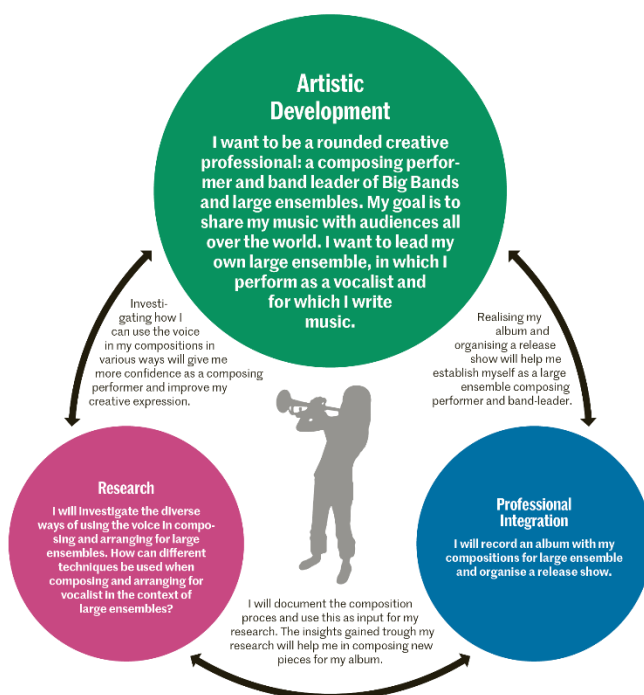 Artistic
Development
I want to be a rounded creative
professional: a composing perfor-
mer and band leader of Big Bands
and large ensembles. My goal is to
share my music with audiences all
over the world. I want to lead my
own large ensemble, in which I
perform as a vocalist and
for which I write
music.
Investi-
gating how I
can use the voice
in my compositions in
various ways will give me
more confidence as a composing
performer and improve my
creative expression.
Realising my
album and
organising a release
show will help me
establish myself as a large
ensemble composing
performer and band-leader.
Research
I will investigate the diverse
ways of using the voice in compo-
sing and arranging for large
ensembles. How can different
techniques be used when
composing and arranging for
vocalist in the context of
large ensembles?
Professional
Integration
I will record an album with my
compositions for large ensemble
and organise a release show.
I will document the composition
proces and use this as input for my
research. The insights gained trough my
research will help me in composing new
pieces for my album.